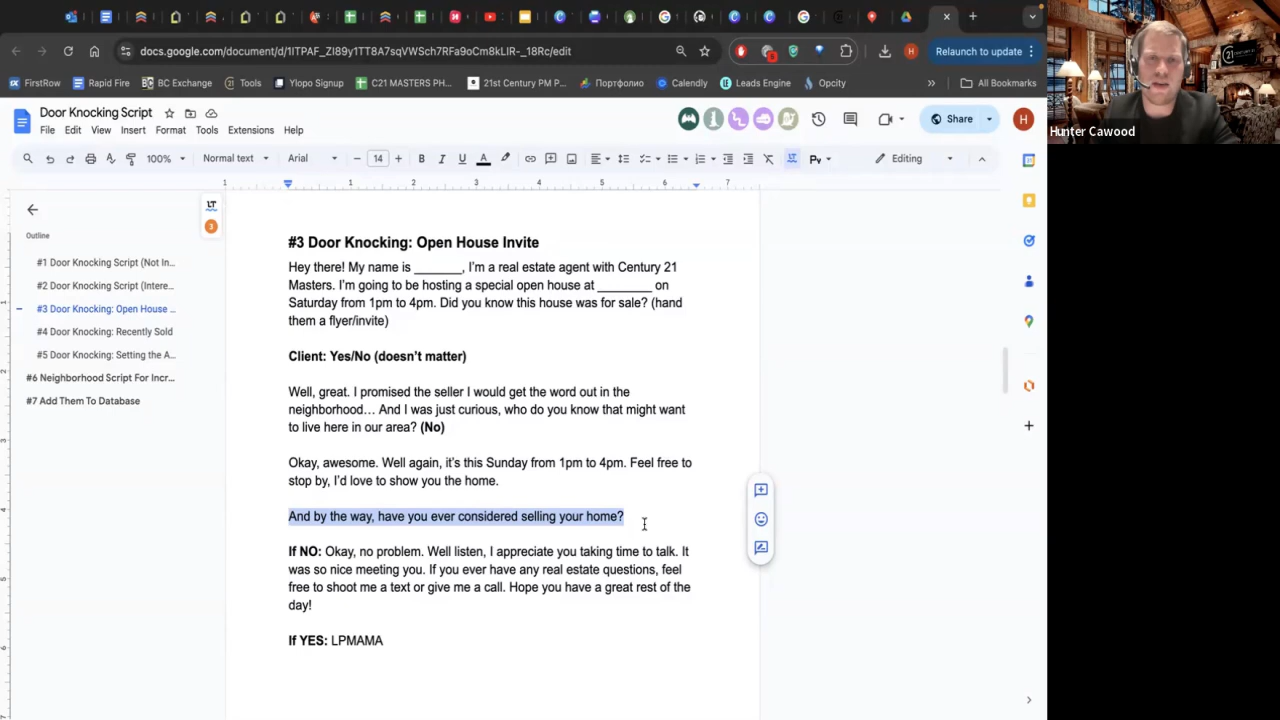 docs.google.com/document/d/1lTPAF_ZI89y1TT8A7sqVWSch7RFa9oCm8kLIR-_18Rc/edit
Relaunch to update
FirstRow
Rapid Fire
BC Exchange
Tools
Ylopo Signup
C21 MASTERS PH...
21st Century PM P...
Портфолио
Calendly
Leads Engine
Opcity
All Bookmarks
Door Knocking Script
File Edit View Insert Format Tools Extensions Help
Share
H
100%
Normal text
Arial
14
Editing
1 1 2 3 4 5 6 7
Outline
#1 Door Knocking Script (Not In...
#2 Door Knocking Script (Intere...
#3 Door Knocking: Open House ...
#4 Door Knocking: Recently Sold
#5 Door Knocking: Setting the A...
#6 Neighborhood Script For Incr...
#7 Add Them To Database
LT
3
#3 Door Knocking: Open House Invite
Hey there! My name is _______, I'm a real estate agent with Century 21
Masters. I'm going to be hosting a special open house at ________ on
Saturday from 1pm to 4pm. Did you know this house was for sale? (hand
them a flyer/invite)
Client: Yes/No (doesn't matter)
Well, great. I promised the seller I would get the word out in the
neighborhood… And I was just curious, who do you know that might want
to live here in our area? (No)
Okay, awesome. Well again, it's this Sunday from 1pm to 4pm. Feel free to
stop by, I'd love to show you the home.
And by the way, have you ever considered selling your home?
If NO: Okay, no problem. Well listen, I appreciate you taking time to talk. It
was so nice meeting you. If you ever have any real estate questions, feel
free to shoot me a text or give me a call. Hope you have a great rest of the
day!
If YES: LPMAMA
Hunter Cawood